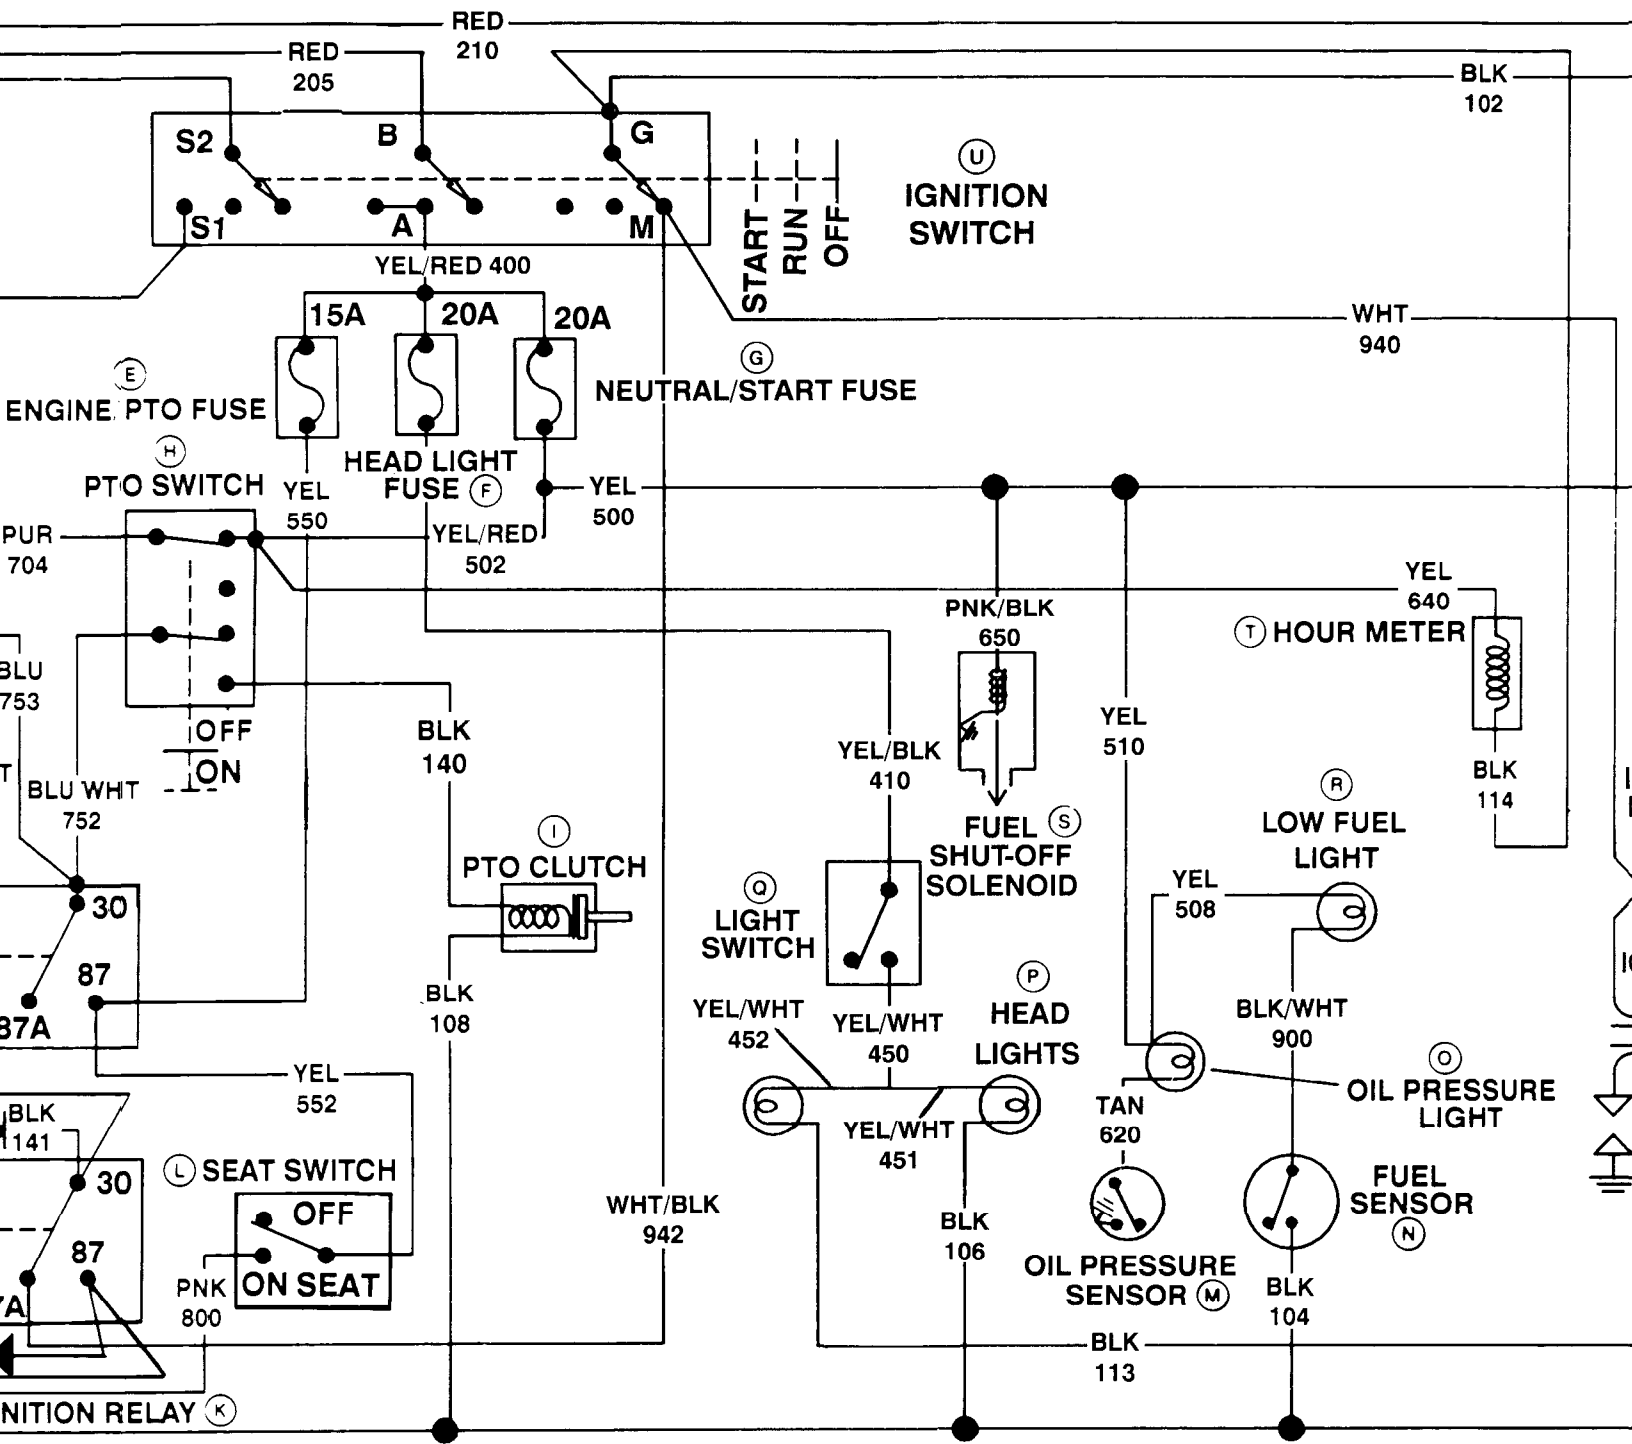 RED
210
RED
205
BLK
102
S2
B
G
U
IGNITION
SWITCH
S1
A
M
START
RUN
OFF
YEL/RED 400
15A
20A
20A
WHT
940
E
ENGINE PTO FUSE
G
NEUTRAL/START FUSE
H
PTO SWITCH
HEAD LIGHT
FUSE F
YEL
550
YEL
500
PUR
704
YEL/RED
502
YEL
640
PNK/BLK
650
T HOUR METER
BLU
753
OFF
ON
BLK
140
YEL/BLK
410
YEL
510
BLK
114
T
BLU WHT
752
R
LOW FUEL
LIGHT
I
PTO CLUTCH
FUEL S
SHUT-OFF
SOLENOID
YEL
508
Q
LIGHT
SWITCH
30
87
87A
BLK
108
P
HEAD
LIGHTS
YEL/WHT
452
YEL/WHT
450
BLK/WHT
900
O
OIL PRESSURE
LIGHT
YEL
552
BLK
141
TAN
620
YEL/WHT
451
L SEAT SWITCH
30
OFF
ON SEAT
87
7A
PNK
800
WHT/BLK
942
BLK
106
FUEL
SENSOR
N
OIL PRESSURE
SENSOR M
BLK
104
BLK
113
NITION RELAY K